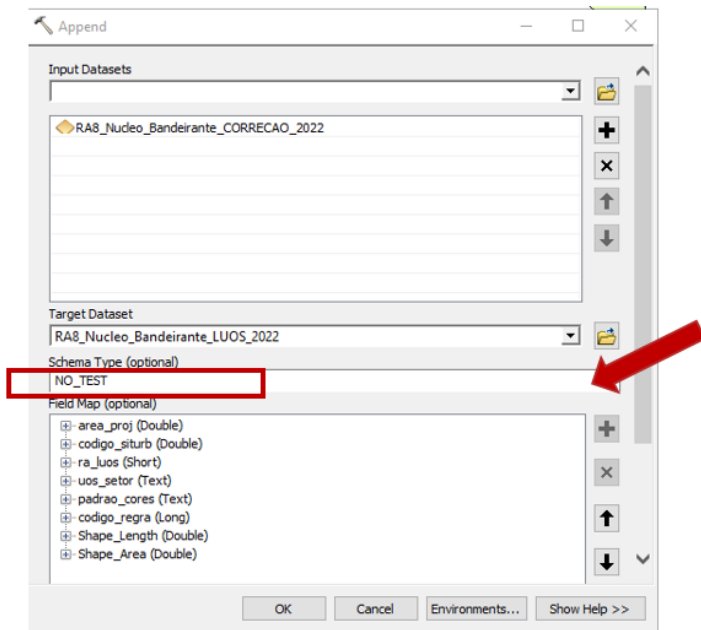 Append
Input Datasets
RA8_Nucleo_Bandeirante_CORRECAO_2022
Target Dataset
RA8_Nucleo_Bandeirante_LUOS_2022
Schema Type (optional)
NO_TEST
Field Map (optional)
area_proj (Double)
codigo_siturb (Double)
ra_luos (Short)
uos_setor (Text)
padrao_cores (Text)
codigo_regra (Long)
Shape_Length (Double)
Shape_Area (Double)
OK Cancel Environments... Show Help >>